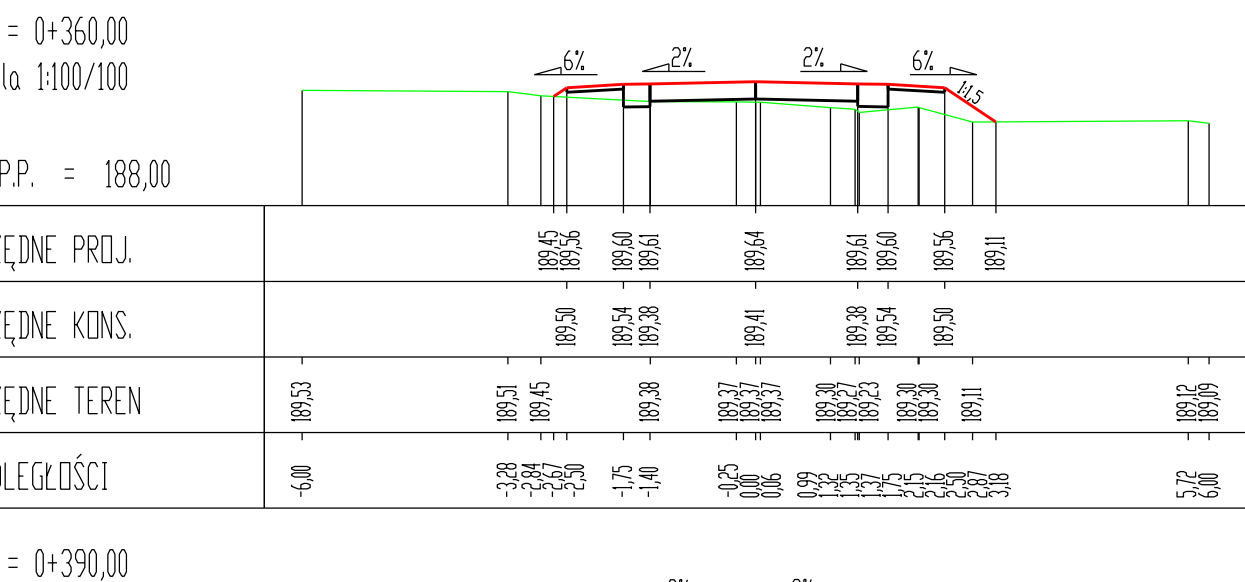 = 0+360,00
la 1:100/100
6% 2% 2% 6%
1:1,5
P.P. = 188,00
ĘDNE PROJ. 189,45 189,56 189,60 189,61 189,64 189,61 189,60 189,56 189,11
ĘDNE KONS. 189,50 189,54 189,38 189,41 189,38 189,54 189,50
ĘDNE TEREN 189,53 189,51 189,45 189,38 189,37 189,37 189,37 189,30 189,27 189,23 189,30 189,30 189,11 189,12 189,09
LEGŁOŚCI -6,00 -3,28 -2,84 -2,67 -2,50 -1,75 -1,40 -0,25 0,00 0,06 0,99 1,32 1,35 1,37 1,75 2,15 2,16 2,50 2,87 3,18 5,72 6,00
= 0+390,00